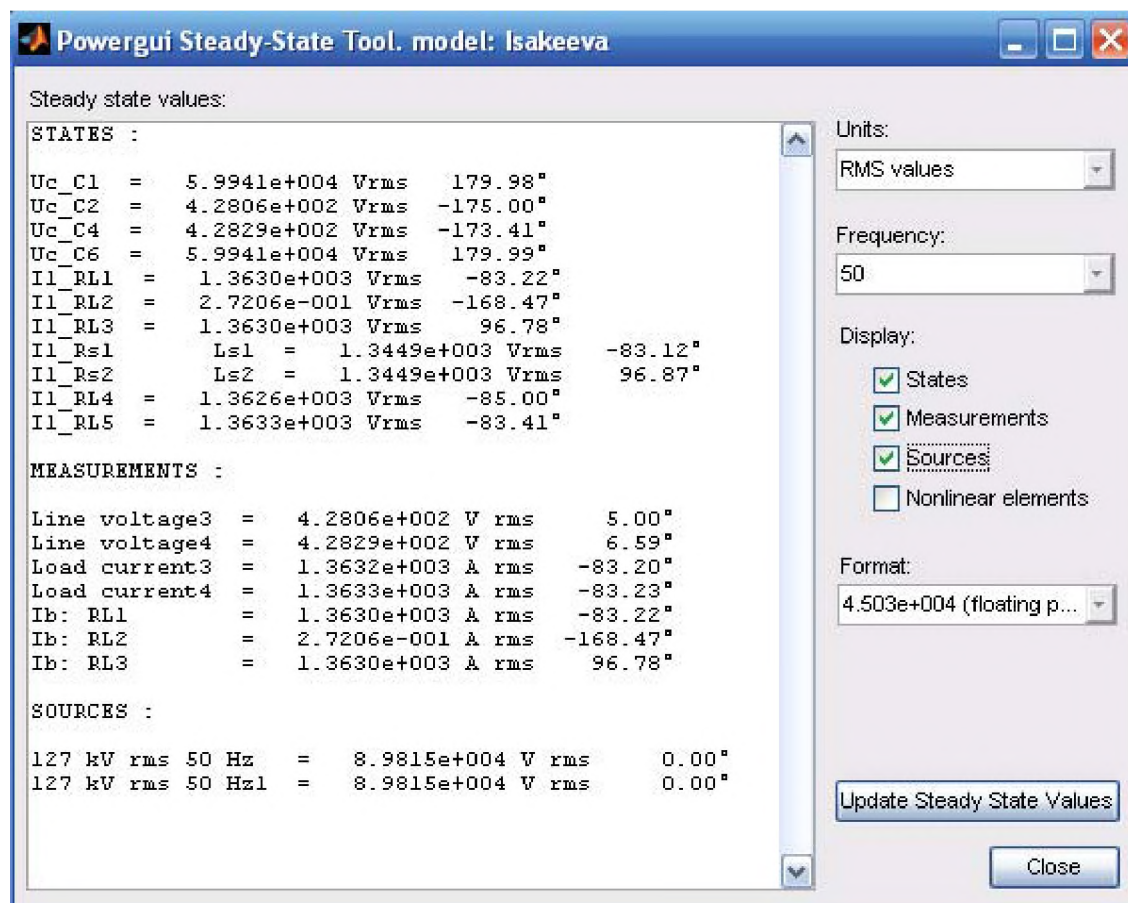 Powergui Steady-State Tool. model: Isakeeva
Steady state values:
STATES :
Uc_C1 = 5.9941e+004 Vrms 179.98°
Uc_C2 = 4.2806e+002 Vrms -175.00°
Uc_C4 = 4.2829e+002 Vrms -173.41°
Uc_C6 = 5.9941e+004 Vrms 179.99°
Il_RL1 = 1.3630e+003 Vrms -83.22°
Il_RL2 = 2.7206e-001 Vrms -168.47°
Il_RL3 = 1.3630e+003 Vrms 96.78°
Il_Rs1 Ls1 = 1.3449e+003 Vrms -83.12°
Il_Rs2 Ls2 = 1.3449e+003 Vrms 96.87°
Il_RL4 = 1.3626e+003 Vrms -85.00°
Il_RL5 = 1.3633e+003 Vrms -83.41°
MEASUREMENTS :
Line voltage3 = 4.2806e+002 V rms 5.00°
Line voltage4 = 4.2829e+002 V rms 6.59°
Load current3 = 1.3632e+003 A rms -83.20°
Load current4 = 1.3633e+003 A rms -83.23°
Ib: RL1 = 1.3630e+003 A rms -83.22°
Ib: RL2 = 2.7206e-001 A rms -168.47°
Ib: RL3 = 1.3630e+003 A rms 96.78°
SOURCES :
127 kV rms 50 Hz = 8.9815e+004 V rms 0.00°
127 kV rms 50 Hz1 = 8.9815e+004 V rms 0.00°
Units:
RMS values
Frequency:
50
Display:
States
Measurements
Sources
Nonlinear elements
Format:
4.503e+004 (floating p...
Update Steady State Values
Close